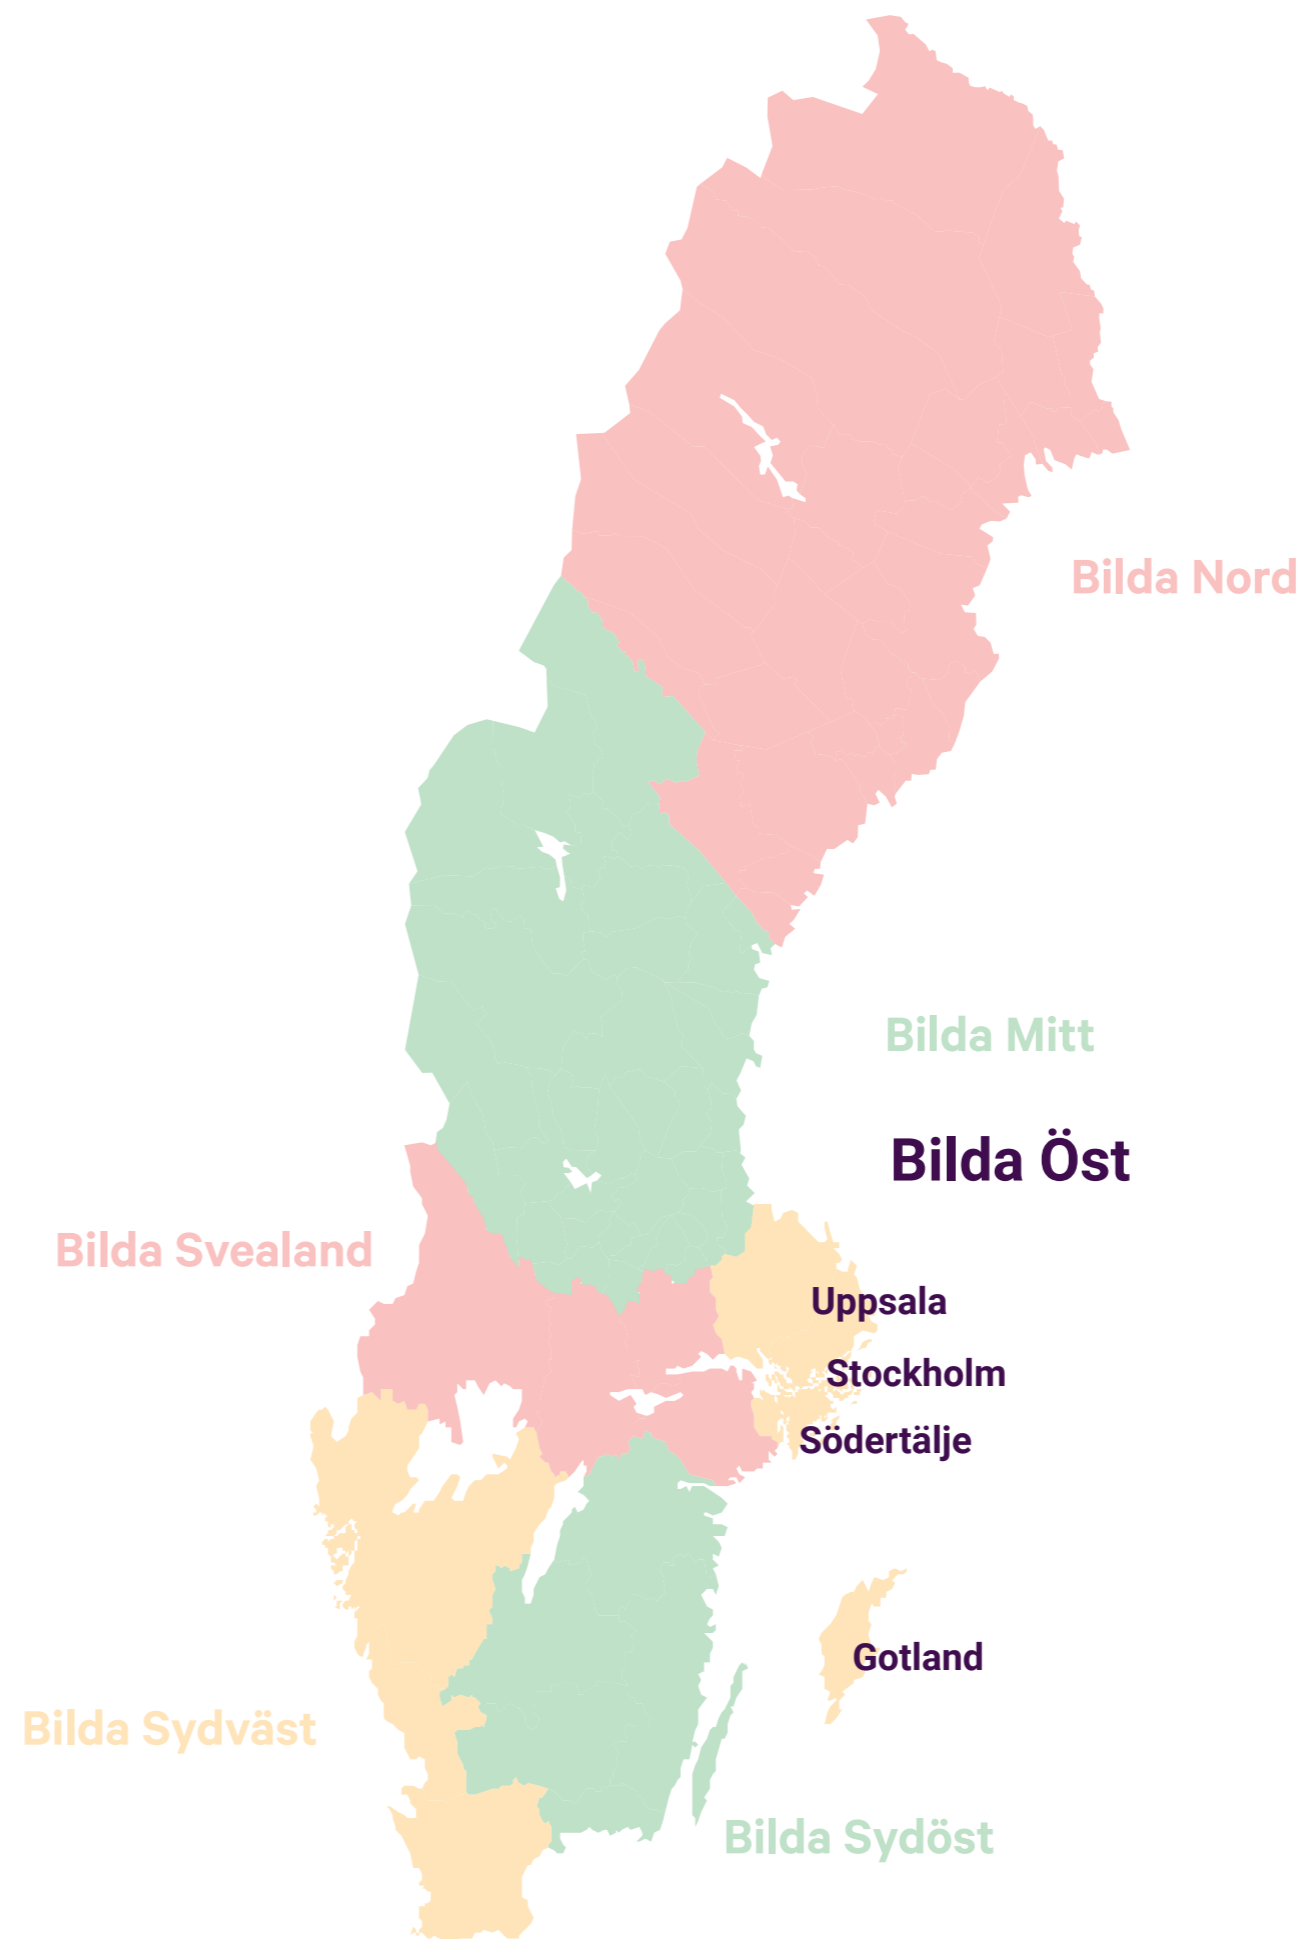 Bilda Nord
Bilda Mitt
Bilda Öst
Bilda Svealand
Uppsala
Stockholm
Södertälje
Gotland
Bilda Sydväst
Bilda Sydöst